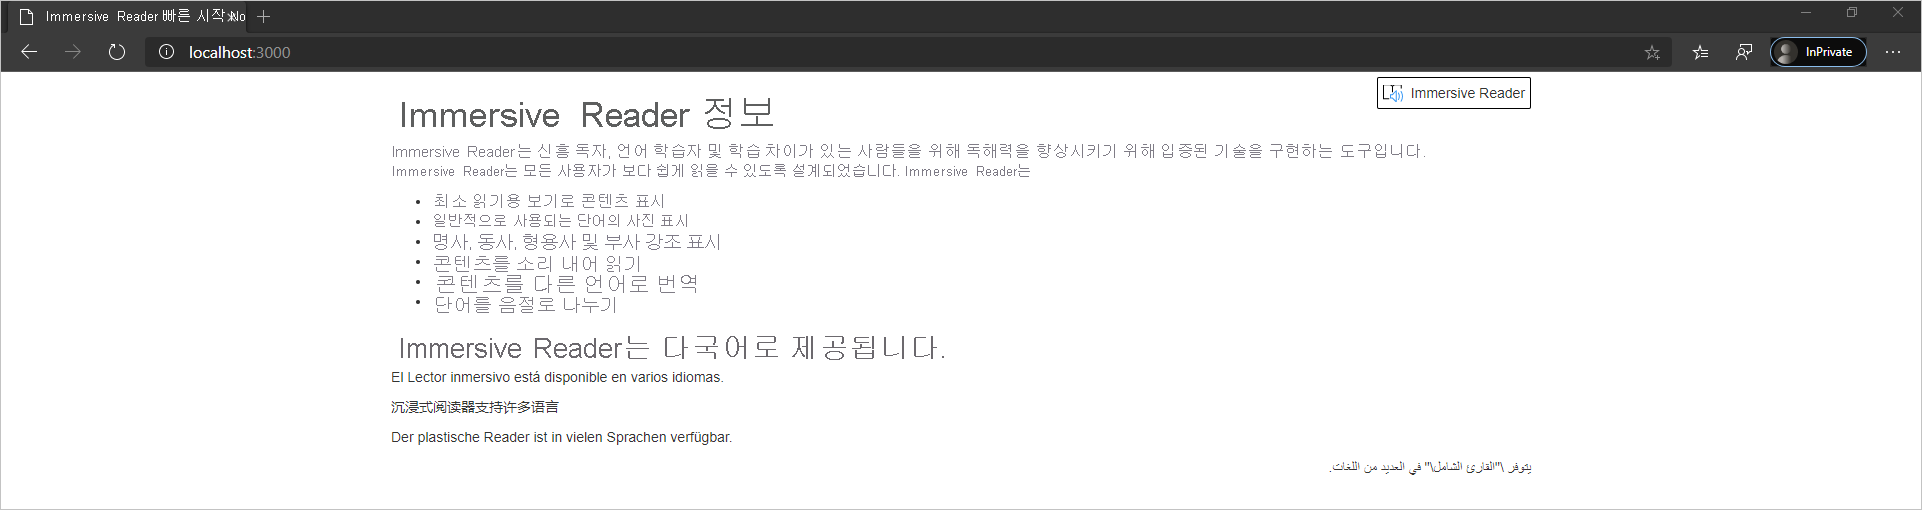 Immersive Reader 빠른 시작 No
localhost:3000
InPrivate
Immersive Reader
Immersive Reader 정보
Immersive Reader는 신흥 독자, 언어 학습자 및 학습 차이가 있는 사람들을 위해 독해력을 향상시키기 위해 입증된 기술을 구현하는 도구입니다.
Immersive Reader는 모든 사용자가 보다 쉽게 읽을 수 있도록 설계되었습니다. Immersive Reader는
• 최소 읽기용 보기로 콘텐츠 표시
• 일반적으로 사용되는 단어의 사진 표시
• 명사, 동사, 형용사 및 부사 강조 표시
• 콘텐츠를 소리 내어 읽기
• 콘텐츠를 다른 언어로 번역
• 단어를 음절로 나누기
Immersive Reader는 다국어로 제공됩니다.
El Lector inmersivo está disponible en varios idiomas.
沉浸式阅读器支持许多语言
Der plastische Reader ist in vielen Sprachen verfügbar.
يتوفر \"القارئ الشامل\" في العديد من اللغات.